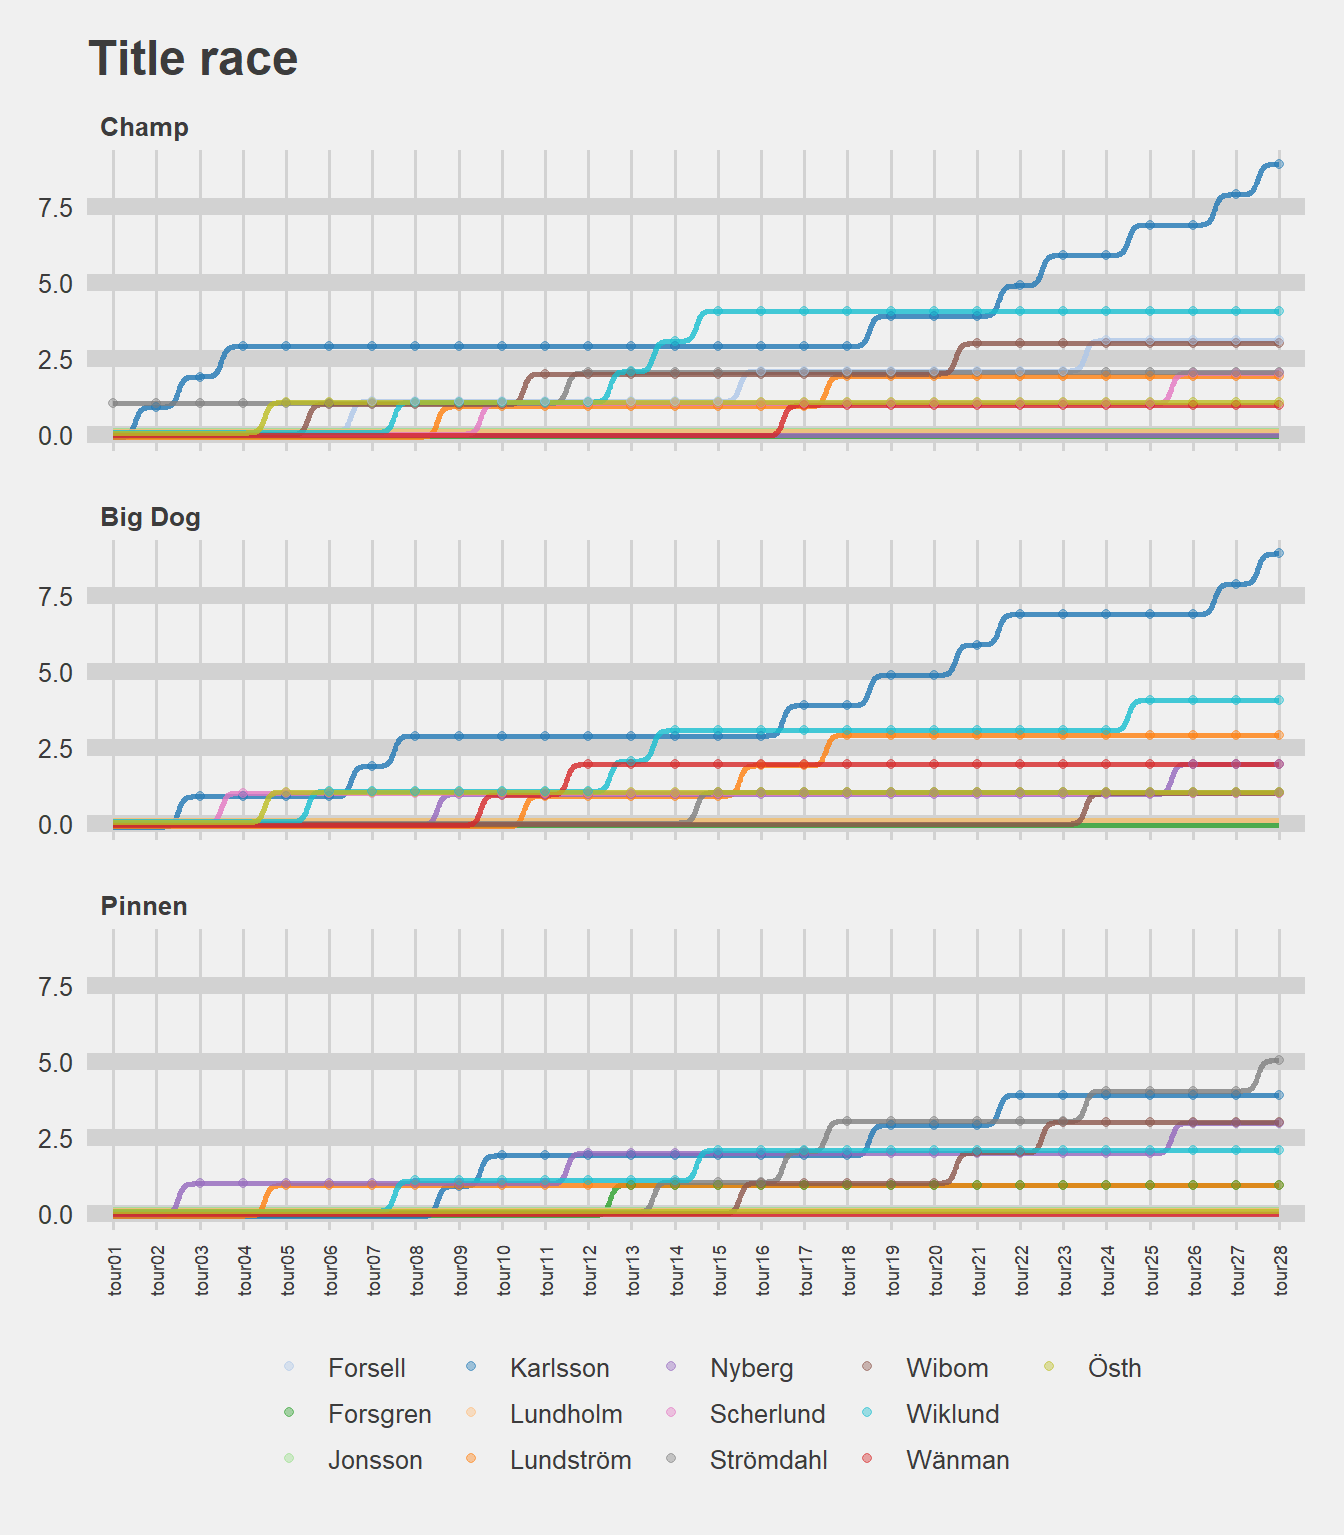 Title race
Champ
7.5
5.0
2.5
0.0
Big Dog
7.5
5.0
2.5
0.0
Pinnen
7.5
5.0
2.5
0.0
tour01 tour02 tour03 tour04 tour05 tour06 tour07 tour08 tour09 tour10 tour11 tour12 tour13 tour14 tour15 tour16 tour17 tour18 tour19 tour20 tour21 tour22 tour23 tour24 tour25 tour26 tour27 tour28
Forsell Karlsson Nyberg Wibom Östh
Forsgren Lundholm Scherlund Wiklund
Jonsson Lundström Strömdahl Wänman